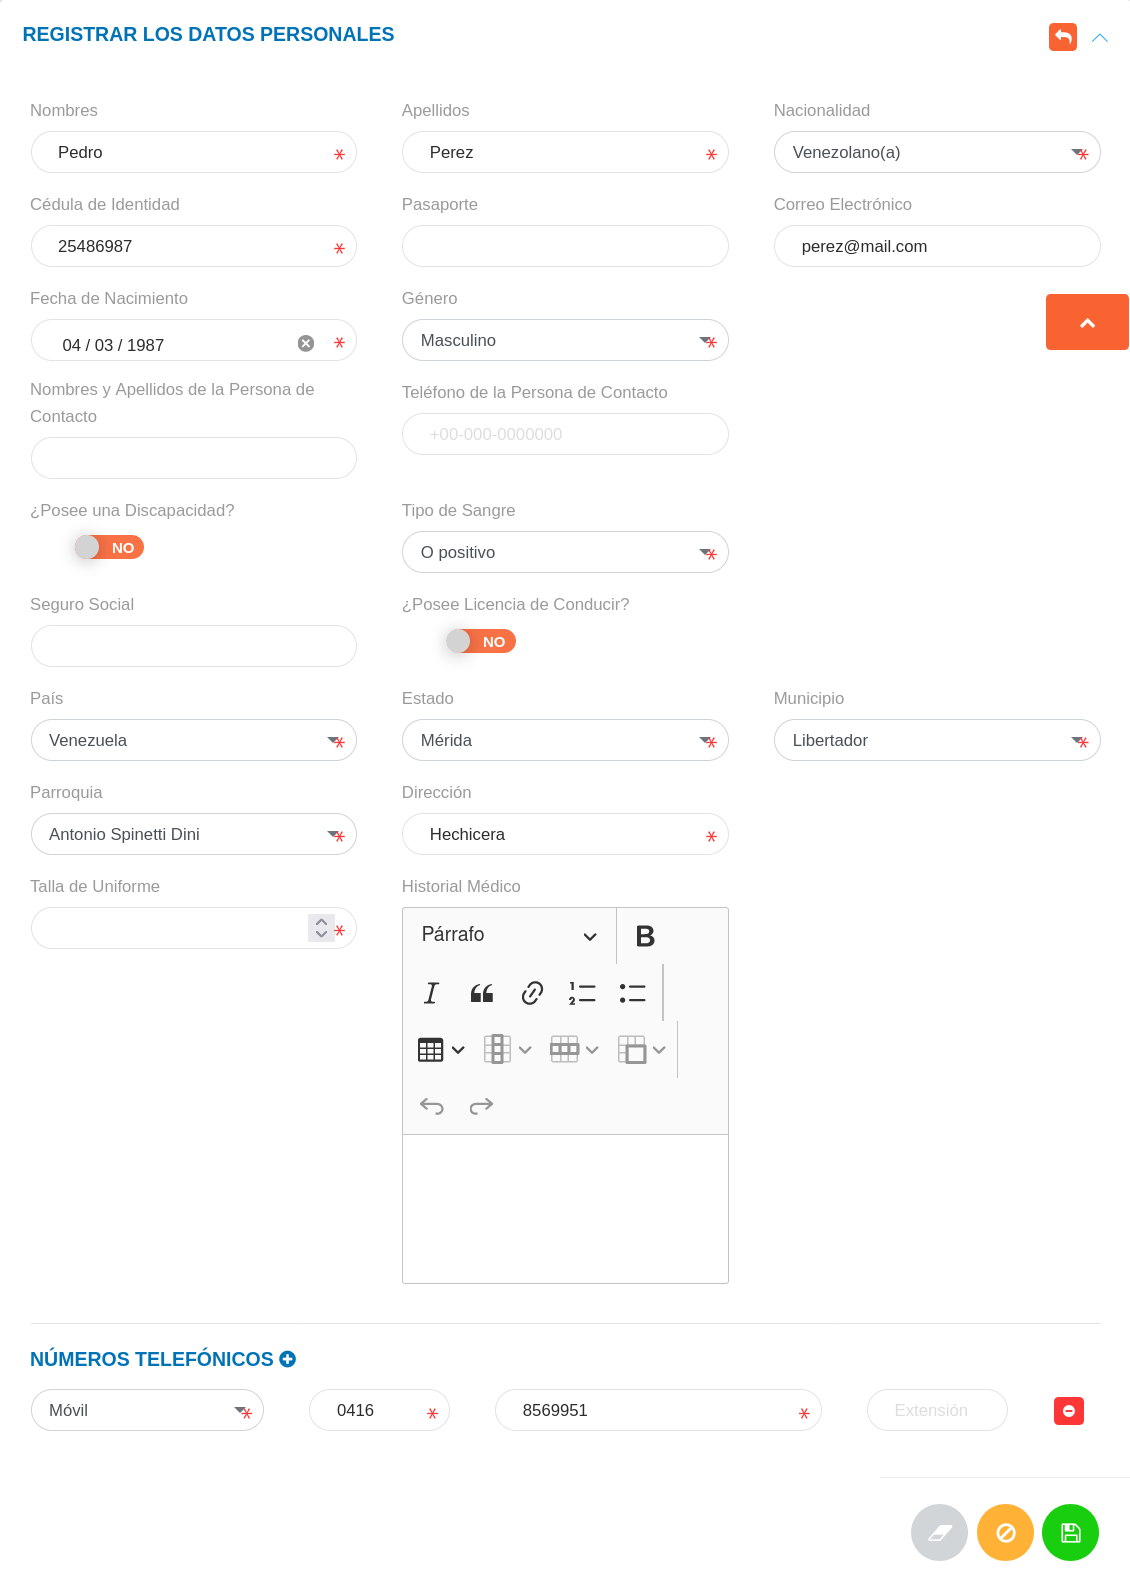 REGISTRAR LOS DATOS PERSONALES
Nombres
Apellidos
Nacionalidad
Pedro
Perez
Venezolano(a)
Cédula de Identidad
Pasaporte
Correo Electrónico
25486987
perez@mail.com
Fecha de Nacimiento
Género
04 / 03 / 1987
Masculino
Nombres y Apellidos de la Persona de
Contacto
Teléfono de la Persona de Contacto
+00-000-0000000
¿Posee una Discapacidad?
Tipo de Sangre
NO
O positivo
Seguro Social
¿Posee Licencia de Conducir?
NO
País
Estado
Municipio
Venezuela
Mérida
Libertador
Parroquia
Dirección
Antonio Spinetti Dini
Hechicera
Talla de Uniforme
Historial Médico
Párrafo
NÚMEROS TELEFÓNICOS
Móvil
0416
8569951
Extensión